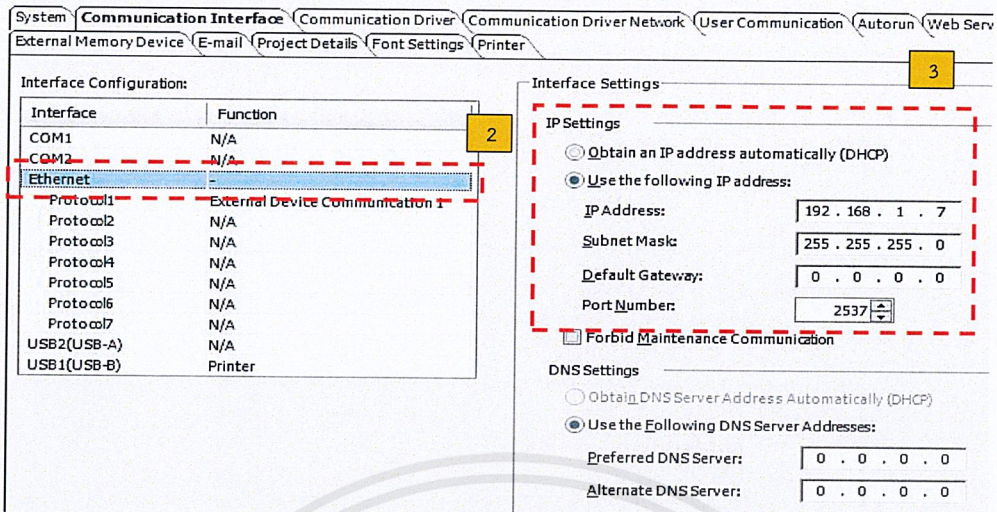 System Communication Interface Communication Driver Communication Driver Network User Communication Autorun Web Serv
External Memory Device E-mail Project Details Font Settings Printer
3
Interface Configuration:
Interface Settings
Interface Function
2
IP Settings
COM1 N/A
Obtain an IP address automatically (DHCP)
COM2 N/A
Ethernet -
Use the following IP address:
Protocol1 External Device Communication 1
IP Address: 192 . 168 . 1 . 7
Protocol2 N/A
Protocol3 N/A
Subnet Mask: 255 . 255 . 255 . 0
Protocol4 N/A
Default Gateway: 0 . 0 . 0 . 0
Protocol5 N/A
Protocol6 N/A
Port Number: 2537
Protocol7 N/A
Forbid Maintenance Communication
USB2(USB-A) N/A
USB1(USB-B) Printer
DNS Settings
Obtain DNS Server Address Automatically (DHCP)
Use the Following DNS Server Addresses:
Preferred DNS Server: 0 . 0 . 0 . 0
Alternate DNS Server: 0 . 0 . 0 . 0